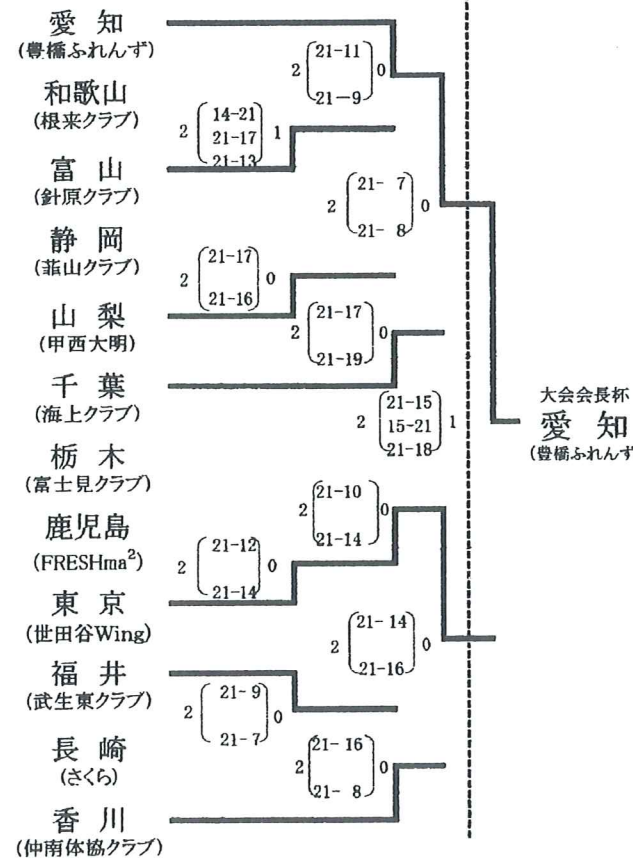 愛知
(豊橋ふれんず)
和歌山
(根来クラブ)
富山
(針原クラブ)
静岡
(韮山クラブ)
山梨
(甲西大明)
千葉
(海上クラブ)
栃木
(富士見クラブ)
鹿児島
(FRESHma²)
東京
(世田谷Wing)
福井
(武生東クラブ)
長崎
(さくら)
香川
(仲南体協クラブ)
2 21-11 0
21-9
2 14-21 1
21-17
21-13
2 21-7 0
21-8
2 21-17 0
21-16
2 21-17 0
21-19
2 21-15 1
15-21
21-18
2 21-10 0
21-14
2 21-12 0
21-14
2 21-14 0
21-16
2 21-9 0
21-7
2 21-16 0
21-8
大会会長杯
愛知
(豊橋ふれんず